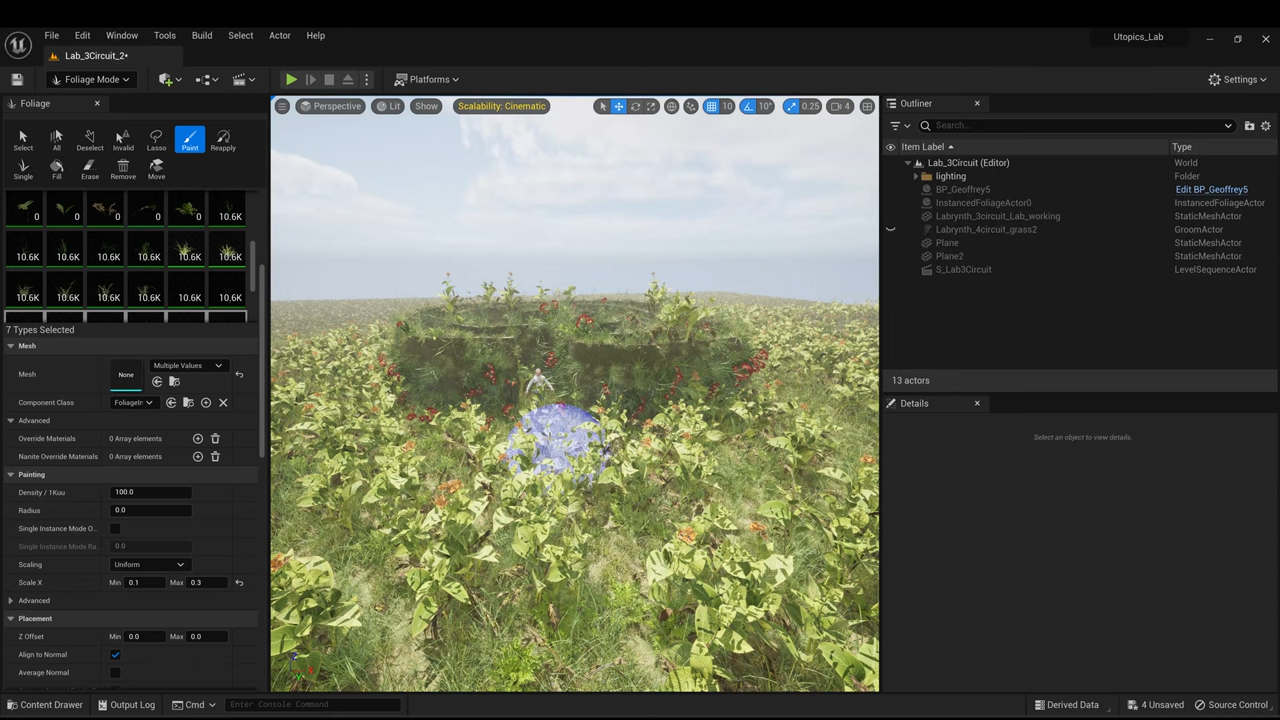 File Edit Window Tools Build Select Actor Help
Utopics_Lab
Lab_3Circuit_2*
Foliage Mode
Platforms
Settings
Foliage
Perspective Lit Show Scalability: Cinematic 10 10° 0.25 4
Outliner
Search...
Select All Deselect Invalid Lasso Paint Reapply
Single Fill Erase Remove Move
Item Label Type
Lab_3Circuit (Editor) World
lighting Folder
BP_Geoffrey5 Edit BP_Geoffrey5
InstancedFoliageActor0 InstancedFoliageActor
Labrynth_3circuit_Lab_working StaticMeshActor
Labrynth_4circuit_grass2 GroomActor
Plane StaticMeshActor
Plane2 StaticMeshActor
S_Lab3Circuit LevelSequenceActor
0 0 0 0 0 10.6K
10.6K 10.6K 10.6K 10.6K 10.6K 10.6K
10.6K 10.6K 10.6K 10.6K 10.6K 10.6K
7 Types Selected
Mesh
Mesh None Multiple Values
Component Class FoliageIn
Advanced
Override Materials 0 Array elements
Nanite Override Materials 0 Array elements
Painting
Density / 1Kuu 100.0
Radius 0.0
Single Instance Mode O...
Single Instance Mode Ra... 0.0
Scaling Uniform
Scale X Min 0.1 Max 0.3
Advanced
Placement
Z Offset Min 0.0 Max 0.0
Align to Normal
Average Normal
11 actors
Details
Select an object to view details.
Content Drawer Output Log Cmd Enter Console Command
Derived Data 4 Unsaved Source Control